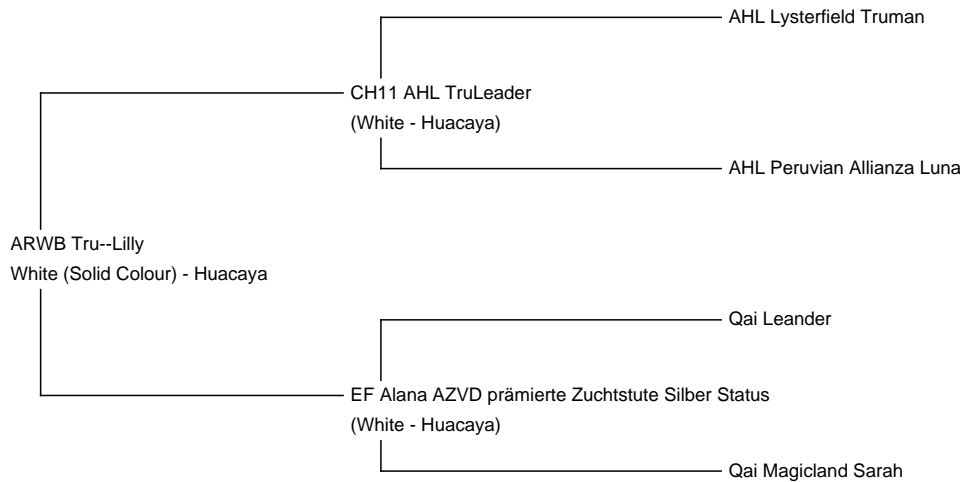 AHL Lysterfield Truman
CH11 AHL TruLeader
(White - Huacaya)
AHL Peruvian Allianza Luna
ARWB Tru--Lilly
White (Solid Colour) - Huacaya
Qai Leander
EF Alana AZVD prämierte Zuchtstute Silber Status
(White - Huacaya)
Qai Magicland Sarah